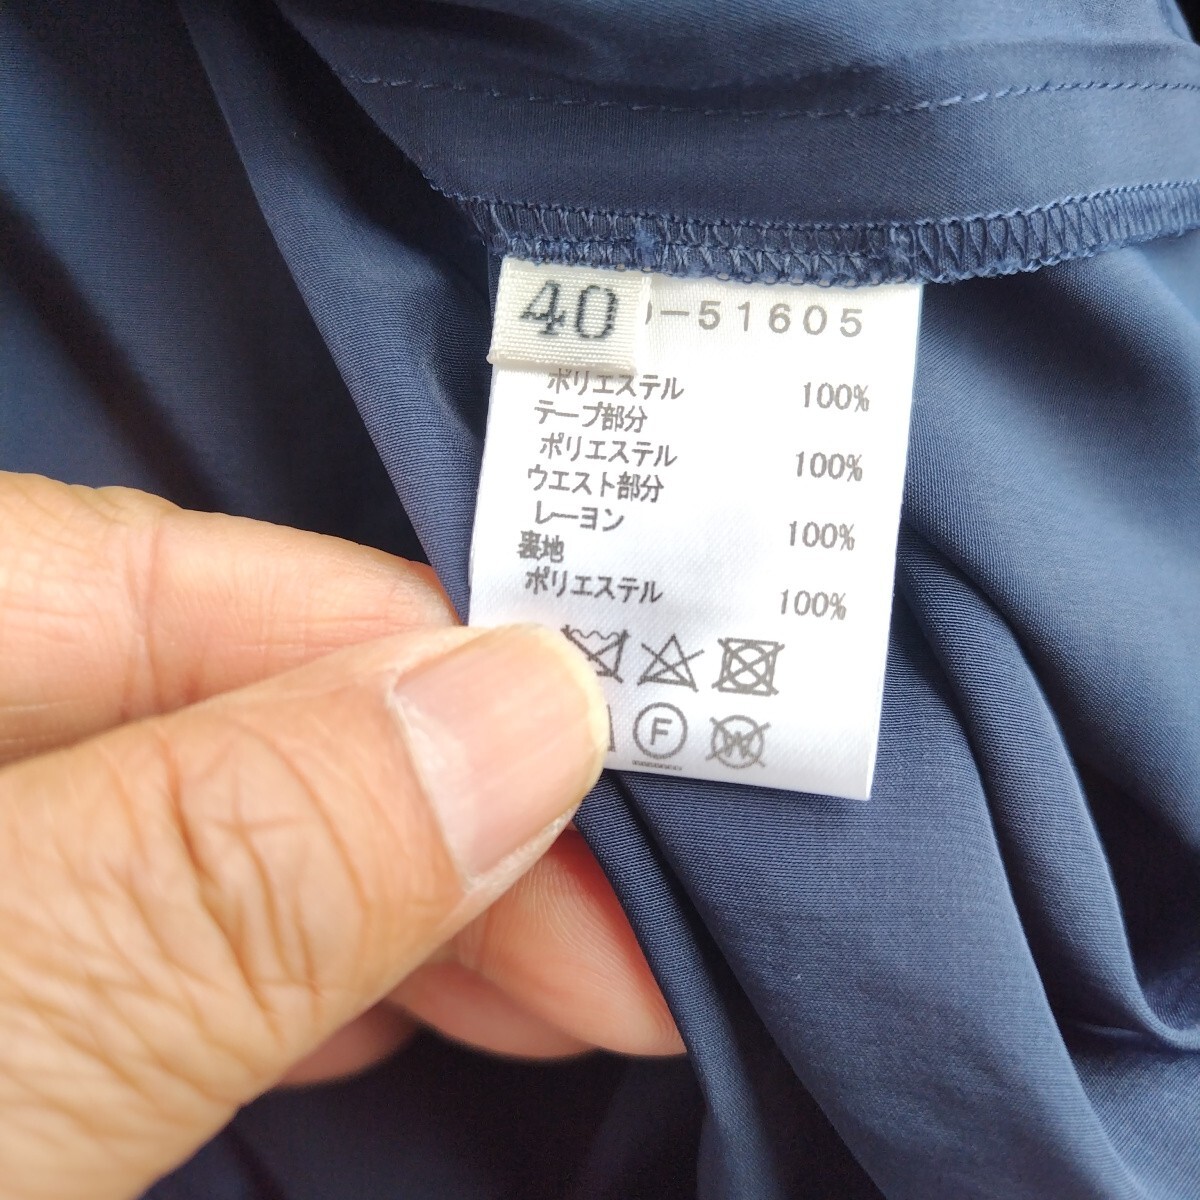 40
-51605
ポリエステル 100%
テープ部分
ポリエステル 100%
ウエスト部分
レーヨン 100%
裏地
ポリエステル 100%
F W